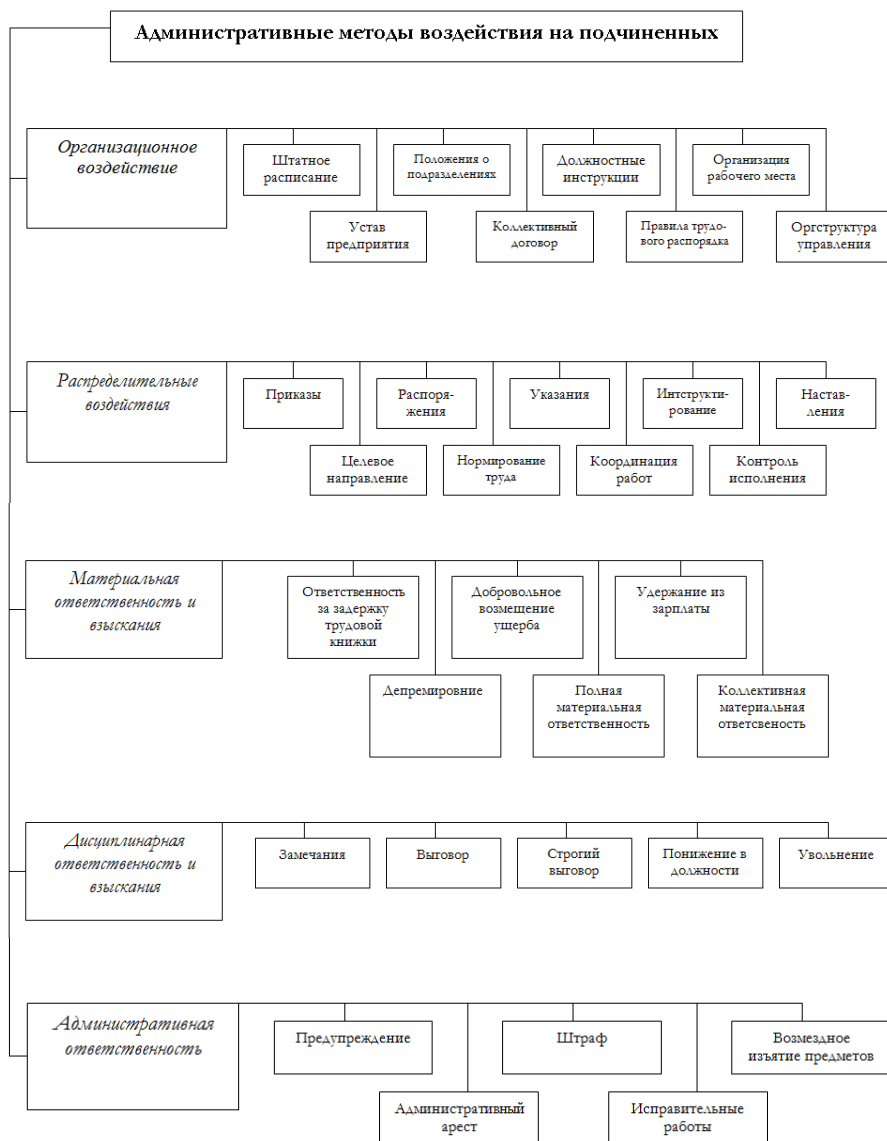 Административные методы воздействия на подчиненных
Организационное
воздействие
Штатное
расписание
Положения о
подразделениях
Должностные
инструкции
Организация
рабочего места
Устав
предприятия
Коллективный
договор
Правила трудо-
вого распорядка
Оргструктура
управления
Распределительные
воздействия
Приказы
Распоря-
жения
Указания
Интструкти-
рование
Настав-
ления
Целевое
направление
Нормирование
труда
Координация
работ
Контроль
исполнения
Материальная
ответственность и
взыскания
Ответственность
за задержку
трудовой
книжки
Добровольное
возмещение
ущерба
Удержание из
зарплаты
Депремировние
Полная
материальная
ответственность
Коллективная
материальная
ответсвеность
Дисциплинарная
ответственность и
взыскания
Замечания
Выговор
Строгий
выговор
Понижение в
должности
Увольнение
Административная
ответственность
Предупреждение
Штраф
Возмездное
изъятие предметов
Административный
арест
Исправительные
работы